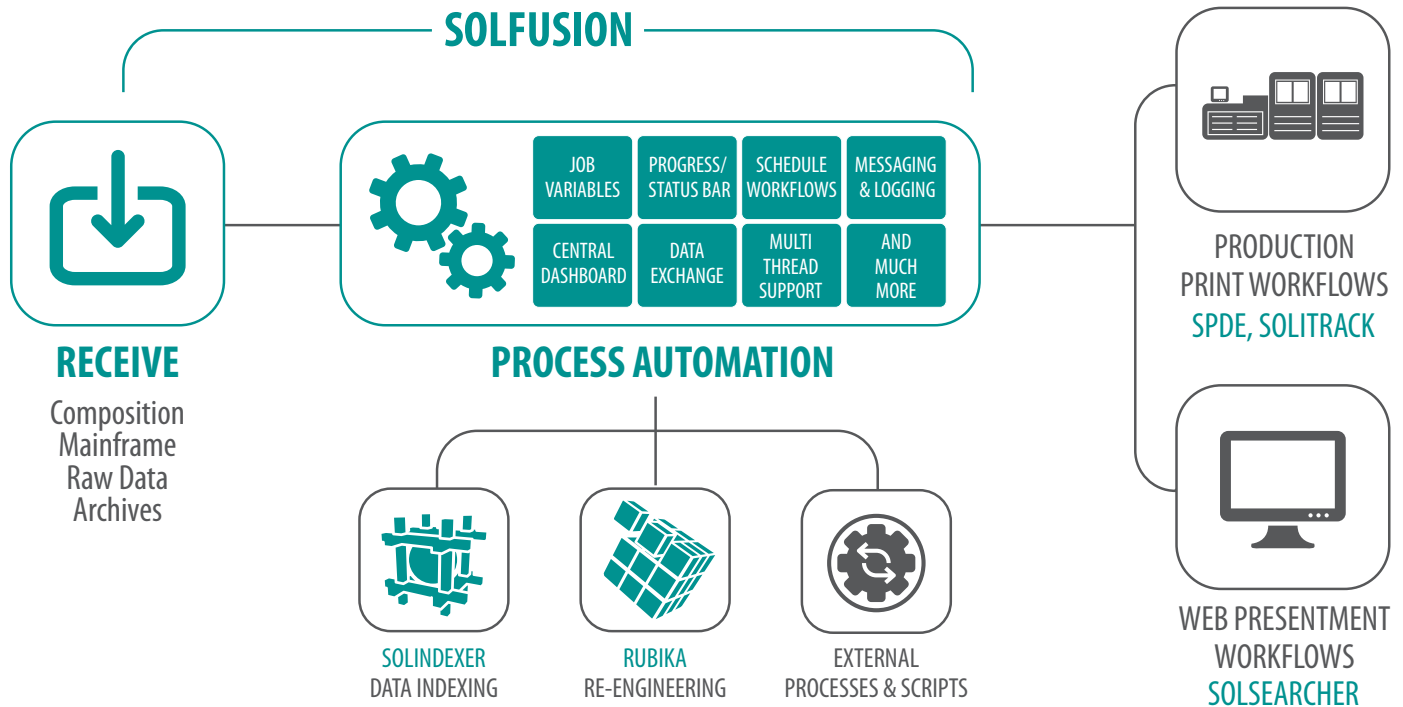 SOLFUSION
JOB
VARIABLES
PROGRESS/
STATUS BAR
SCHEDULE
WORKFLOWS
MESSAGING
& LOGGING
CENTRAL
DASHBOARD
DATA
EXCHANGE
MULTI
THREAD
SUPPORT
AND
MUCH
MORE
RECEIVE
Composition
Mainframe
Raw Data
Archives
PROCESS AUTOMATION
SOLINDEXER
DATA INDEXING
RUBIKA
RE-ENGINEERING
EXTERNAL
PROCESSES & SCRIPTS
PRODUCTION
PRINT WORKFLOWS
SPDE, SOLITRACK
WEB PRESENTMENT
WORKFLOWS
SOLSEARCHER